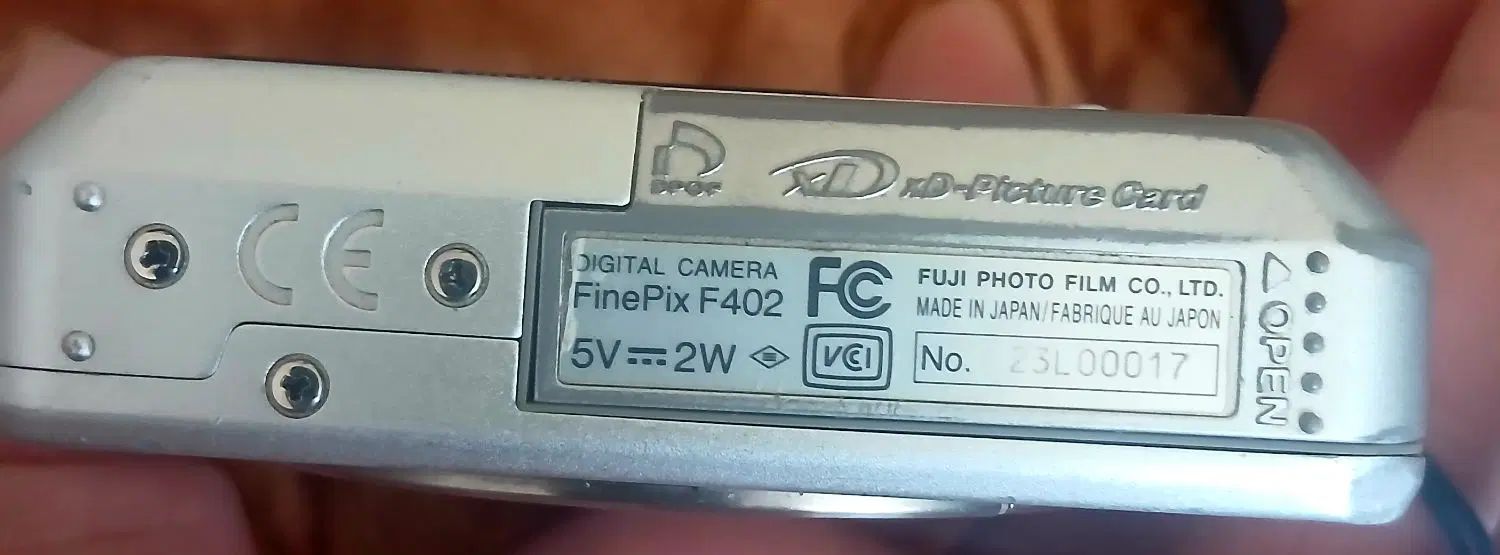 DPOF
xD xD-Picture Card
CE
DIGITAL CAMERA
FinePix F402
5V⎓2W
FC
VCI
FUJI PHOTO FILM CO., LTD.
MADE IN JAPAN/FABRIQUE AU JAPON
No. 23L00017
OPEN